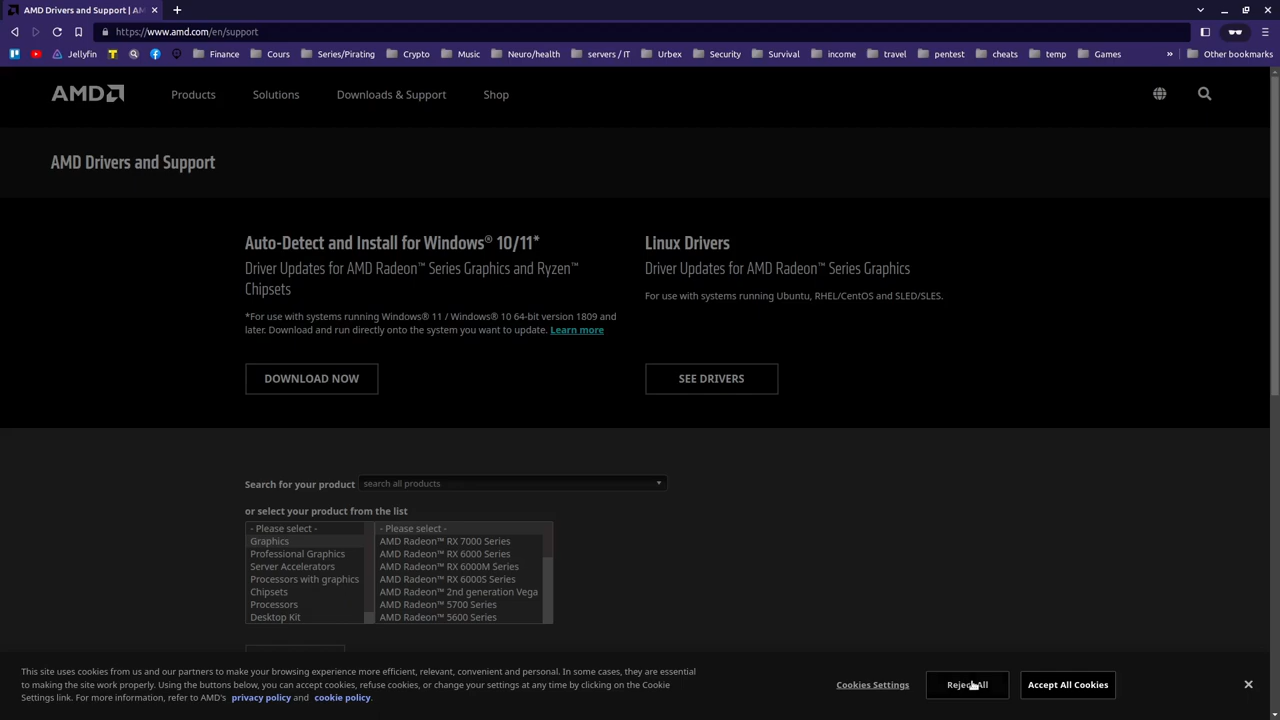 AMD Drivers and Support | AM
https://www.amd.com/en/support
Jellyfin
Finance
Cours
Series/Pirating
Crypto
Music
Neuro/health
servers / IT
Urbex
Security
Survival
income
travel
pentest
cheats
temp
Games
»
Other bookmarks
AMD
Products
Solutions
Downloads & Support
Shop
AMD Drivers and Support
Auto-Detect and Install for Windows® 10/11*
Driver Updates for AMD Radeon™ Series Graphics and Ryzen™
Chipsets
*For use with systems running Windows® 11 / Windows® 10 64-bit version 1809 and
later. Download and run directly onto the system you want to update. Learn more
DOWNLOAD NOW
Linux Drivers
Driver Updates for AMD Radeon™ Series Graphics
For use with systems running Ubuntu, RHEL/CentOS and SLED/SLES.
SEE DRIVERS
Search for your product
search all products
or select your product from the list
- Please select -
Graphics
Professional Graphics
Server Accelerators
Processors with graphics
Chipsets
Processors
Desktop Kit
- Please select -
AMD Radeon™ RX 7000 Series
AMD Radeon™ RX 6000 Series
AMD Radeon™ RX 6000M Series
AMD Radeon™ RX 6000S Series
AMD Radeon™ 2nd generation Vega
AMD Radeon™ 5700 Series
AMD Radeon™ 5600 Series
This site uses cookies from us and our partners to make your browsing experience more efficient, relevant, convenient and personal. In some cases, they are essential
to making the site work properly. Using the buttons below, you can accept cookies, refuse cookies, or change your settings at any time by clicking on the Cookie
Settings link. For more information, refer to AMD's privacy policy and cookie policy.
Cookies Settings
Reject All
Accept All Cookies